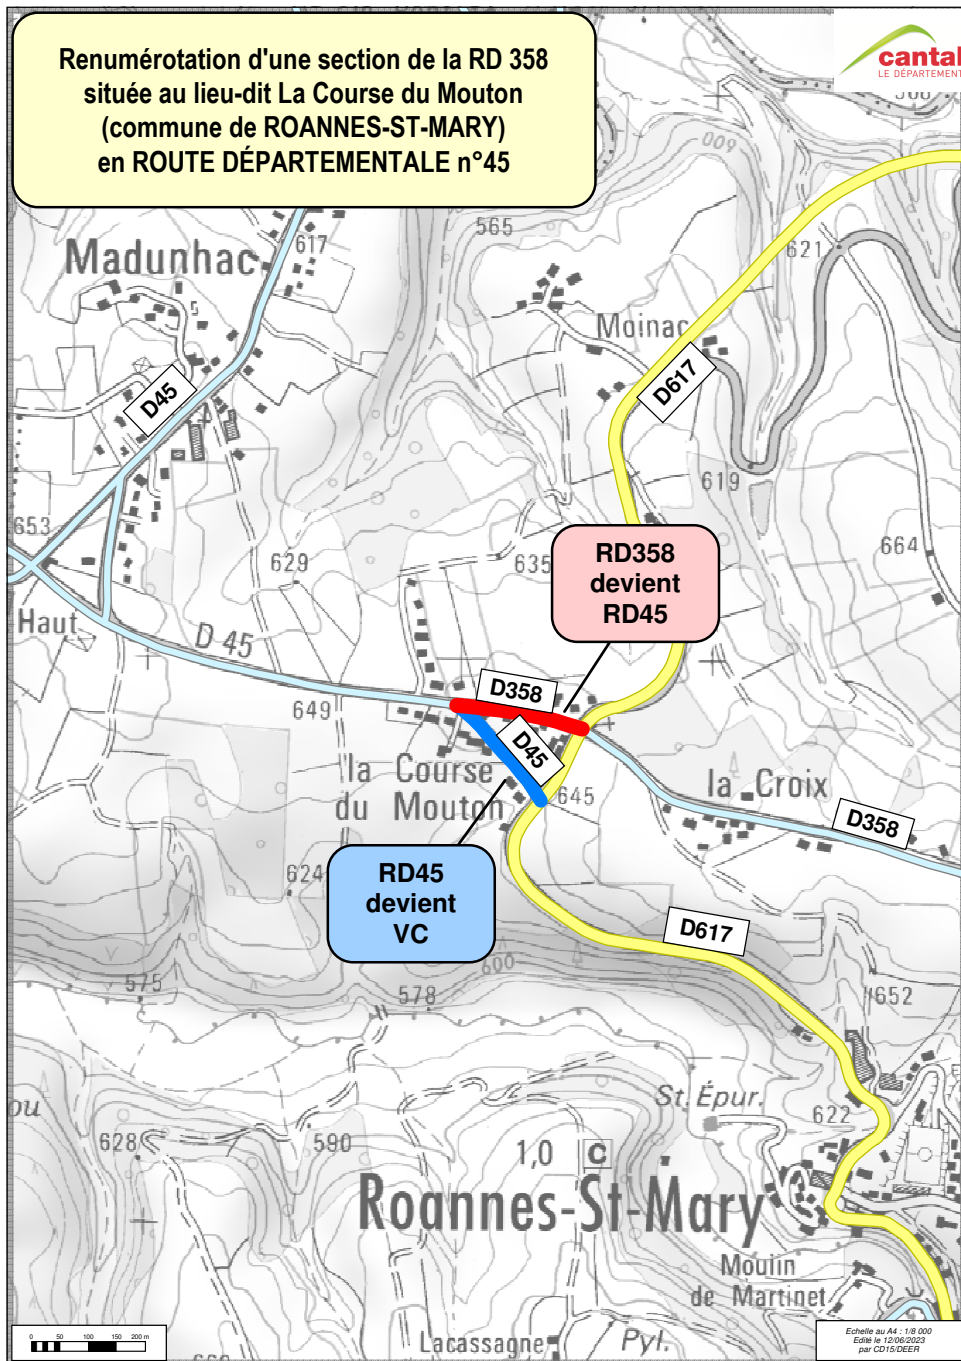 Renumérotation d'une section de la RD 358
située au lieu-dit La Course du Mouton
(commune de ROANNES-ST-MARY)
en ROUTE DÉPARTEMENTALE n°45
cantal
LE DÉPARTEMENT
600
565
617
621
Madunhac
Moinac
D617
D45
619
653
664
635
629
RD358
devient
RD45
Haut
D 45
D358
649
D45
la Course
du Mouton
645
la Croix
D358
624
RD45
devient
VC
D617
600
575
578
652
St. Épur.
622
628
590
1,0 C
Roannes-St-Mary
Moulin
de Martinet
Lacassagne
Pyl.
0 50 100 150 200 m
Echelle au A4 : 1/8 000
Edité le 12/06/2023
par CD15/DEER